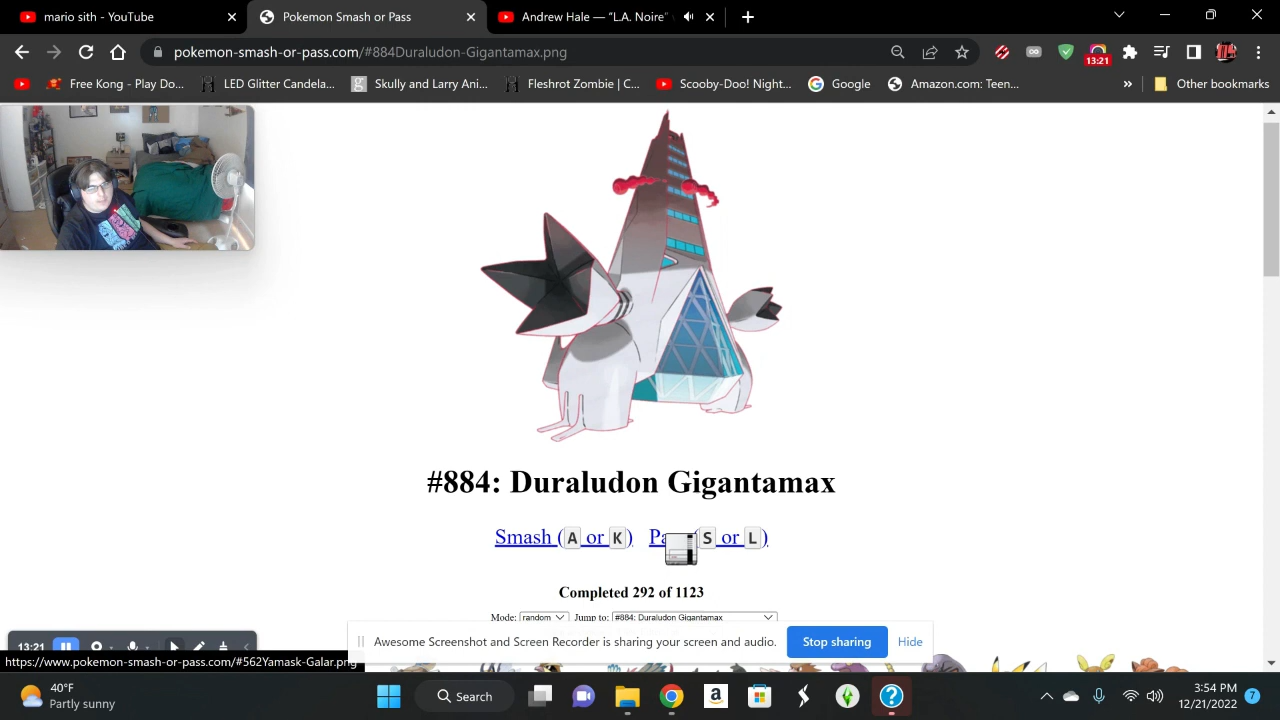 mario sith - YouTube
Pokemon Smash or Pass
Andrew Hale — "L.A. Noire"
pokemon-smash-or-pass.com/#884Duraludon-Gigantamax.png
13:21
Free Kong - Play Do...
LED Glitter Candela...
Skully and Larry Ani...
Fleshrot Zombie | C...
Scooby-Doo! Night...
Google
Amazon.com: Teen...
»
Other bookmarks
#884: Duraludon Gigantamax
Smash (A or K) (S or L)
Completed 292 of 1123
Mode: random Jump to: #884: Duraludon Gigantamax
Awesome Screenshot and Screen Recorder is sharing your screen and audio. Stop sharing Hide
13:21
https://www.pokemon-smash-or-pass.com/#562Yamask-Galar.png
40°F
Partly sunny
Search
3:54 PM
12/21/2022
7